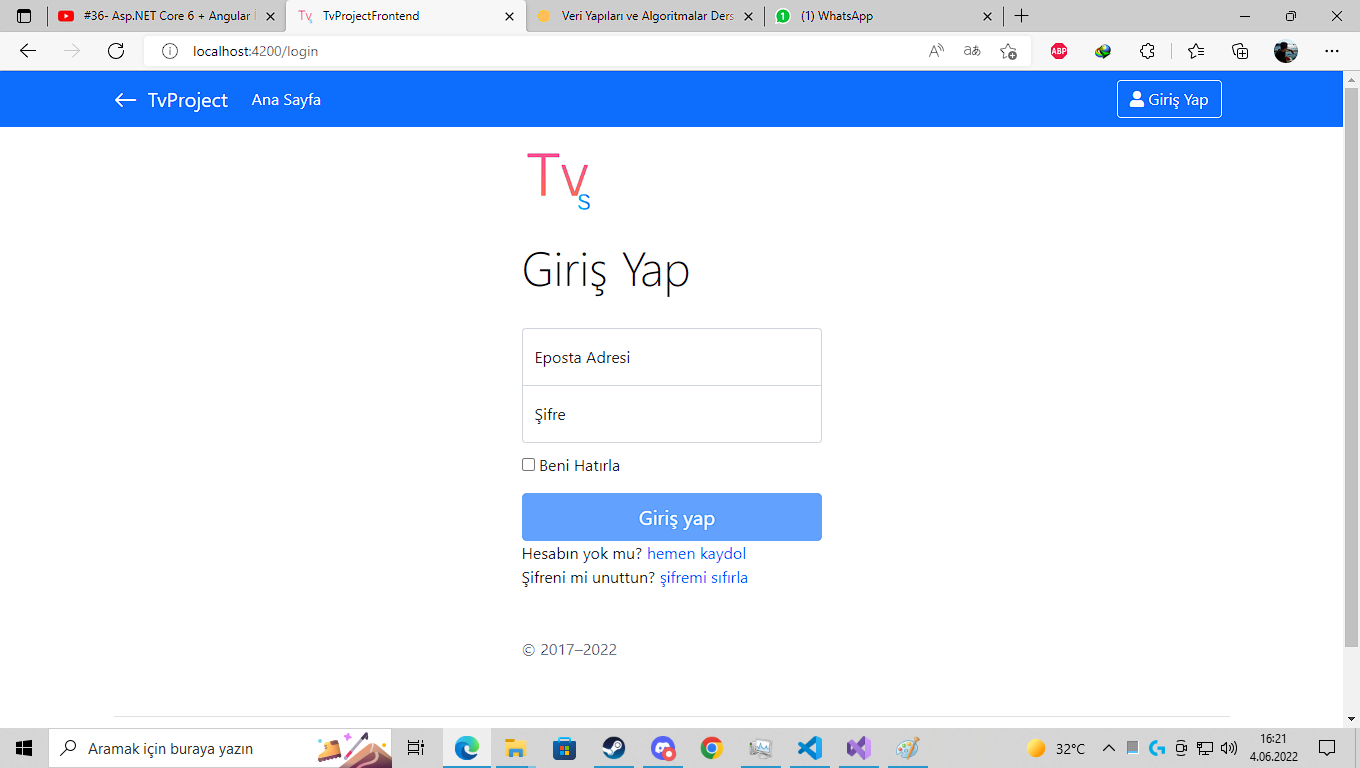 #36- Asp.NET Core 6 + Angular
TvProjectFrontend
Veri Yapıları ve Algoritmalar Ders
(1) WhatsApp
localhost:4200/login
ABP
TvProject
Ana Sayfa
Giriş Yap
Tvs
Giriş Yap
Eposta Adresi
Şifre
Beni Hatırla
Giriş yap
Hesabın yok mu? hemen kaydol
Şifreni mi unuttun? şifremi sıfırla
© 2017–2022
Aramak için buraya yazın
32°C
16:21
4.06.2022